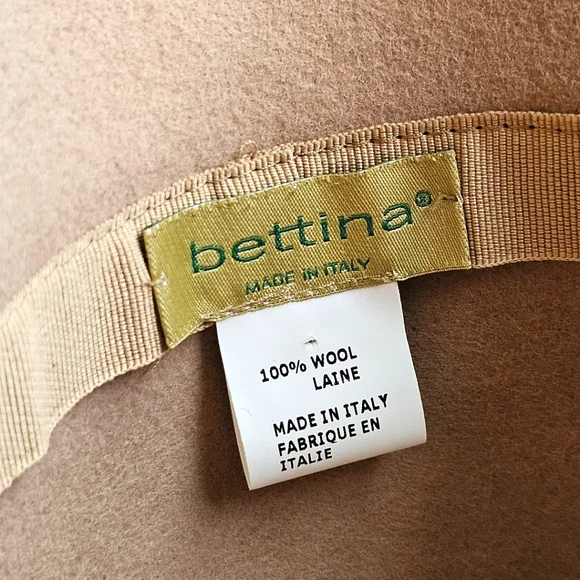 bettina®
MADE IN ITALY
100% WOOL
LAINE
MADE IN ITALY
FABRIQUE EN
ITALIE